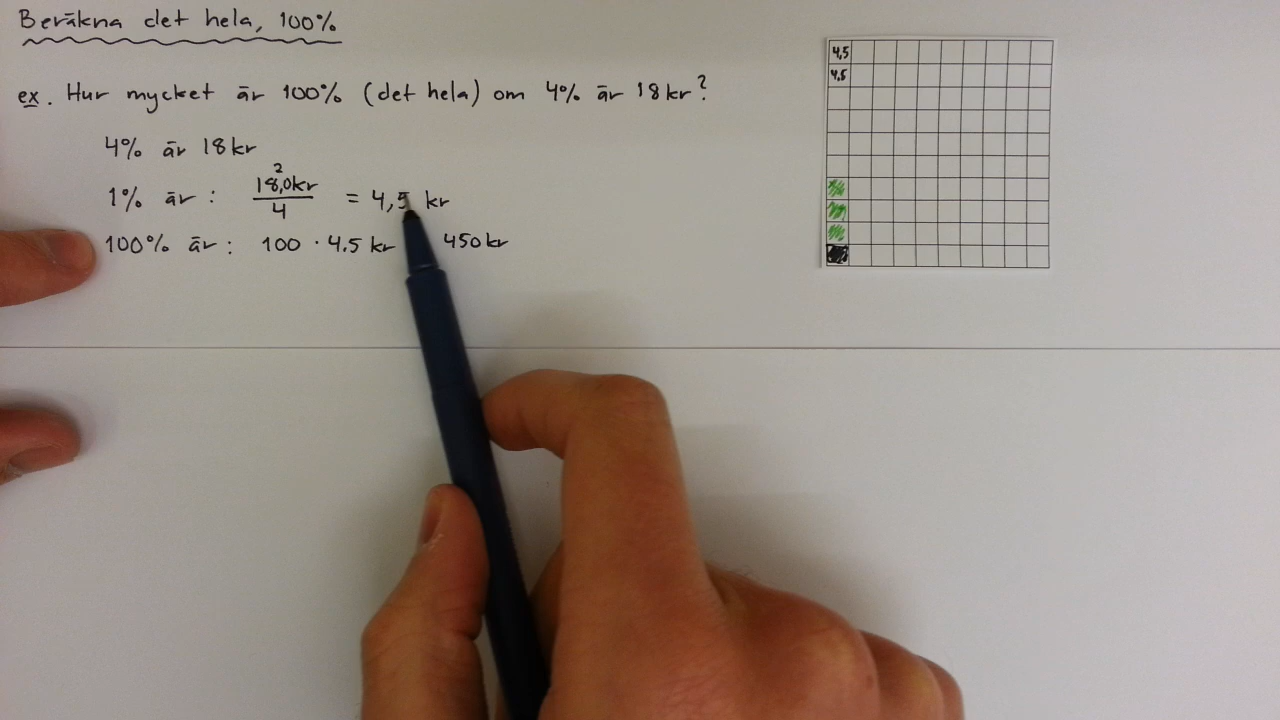 Beräkna det hela, 100%
ex. Hur mycket är 100% (det hela) om 4% är 18kr?
4% är 18kr
1% är : 18,0kr / 4 = 4,5 kr
2
100% är : 100 · 4.5 kr 450kr
4,5
4,5